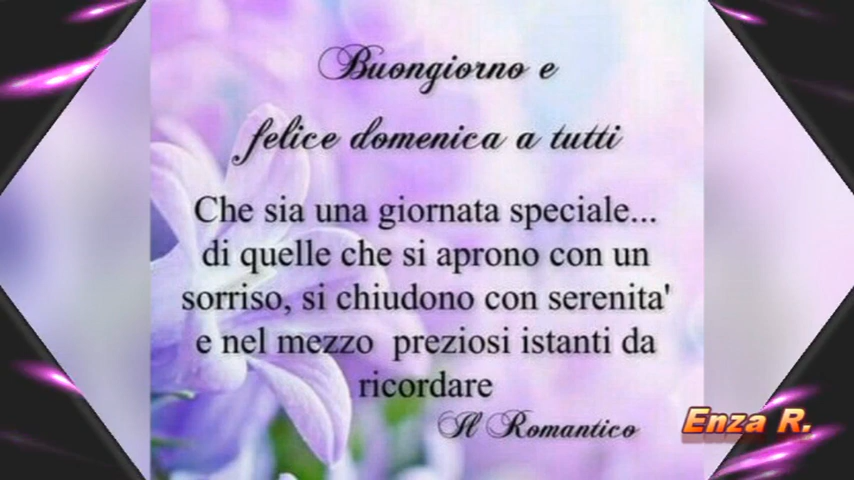 Buongiorno e
felice domenica a tutti
Che sia una giornata speciale...
di quelle che si aprono con un
sorriso, si chiudono con serenita'
e nel mezzo preziosi istanti da
ricordare
Il Romantico
Enza R.